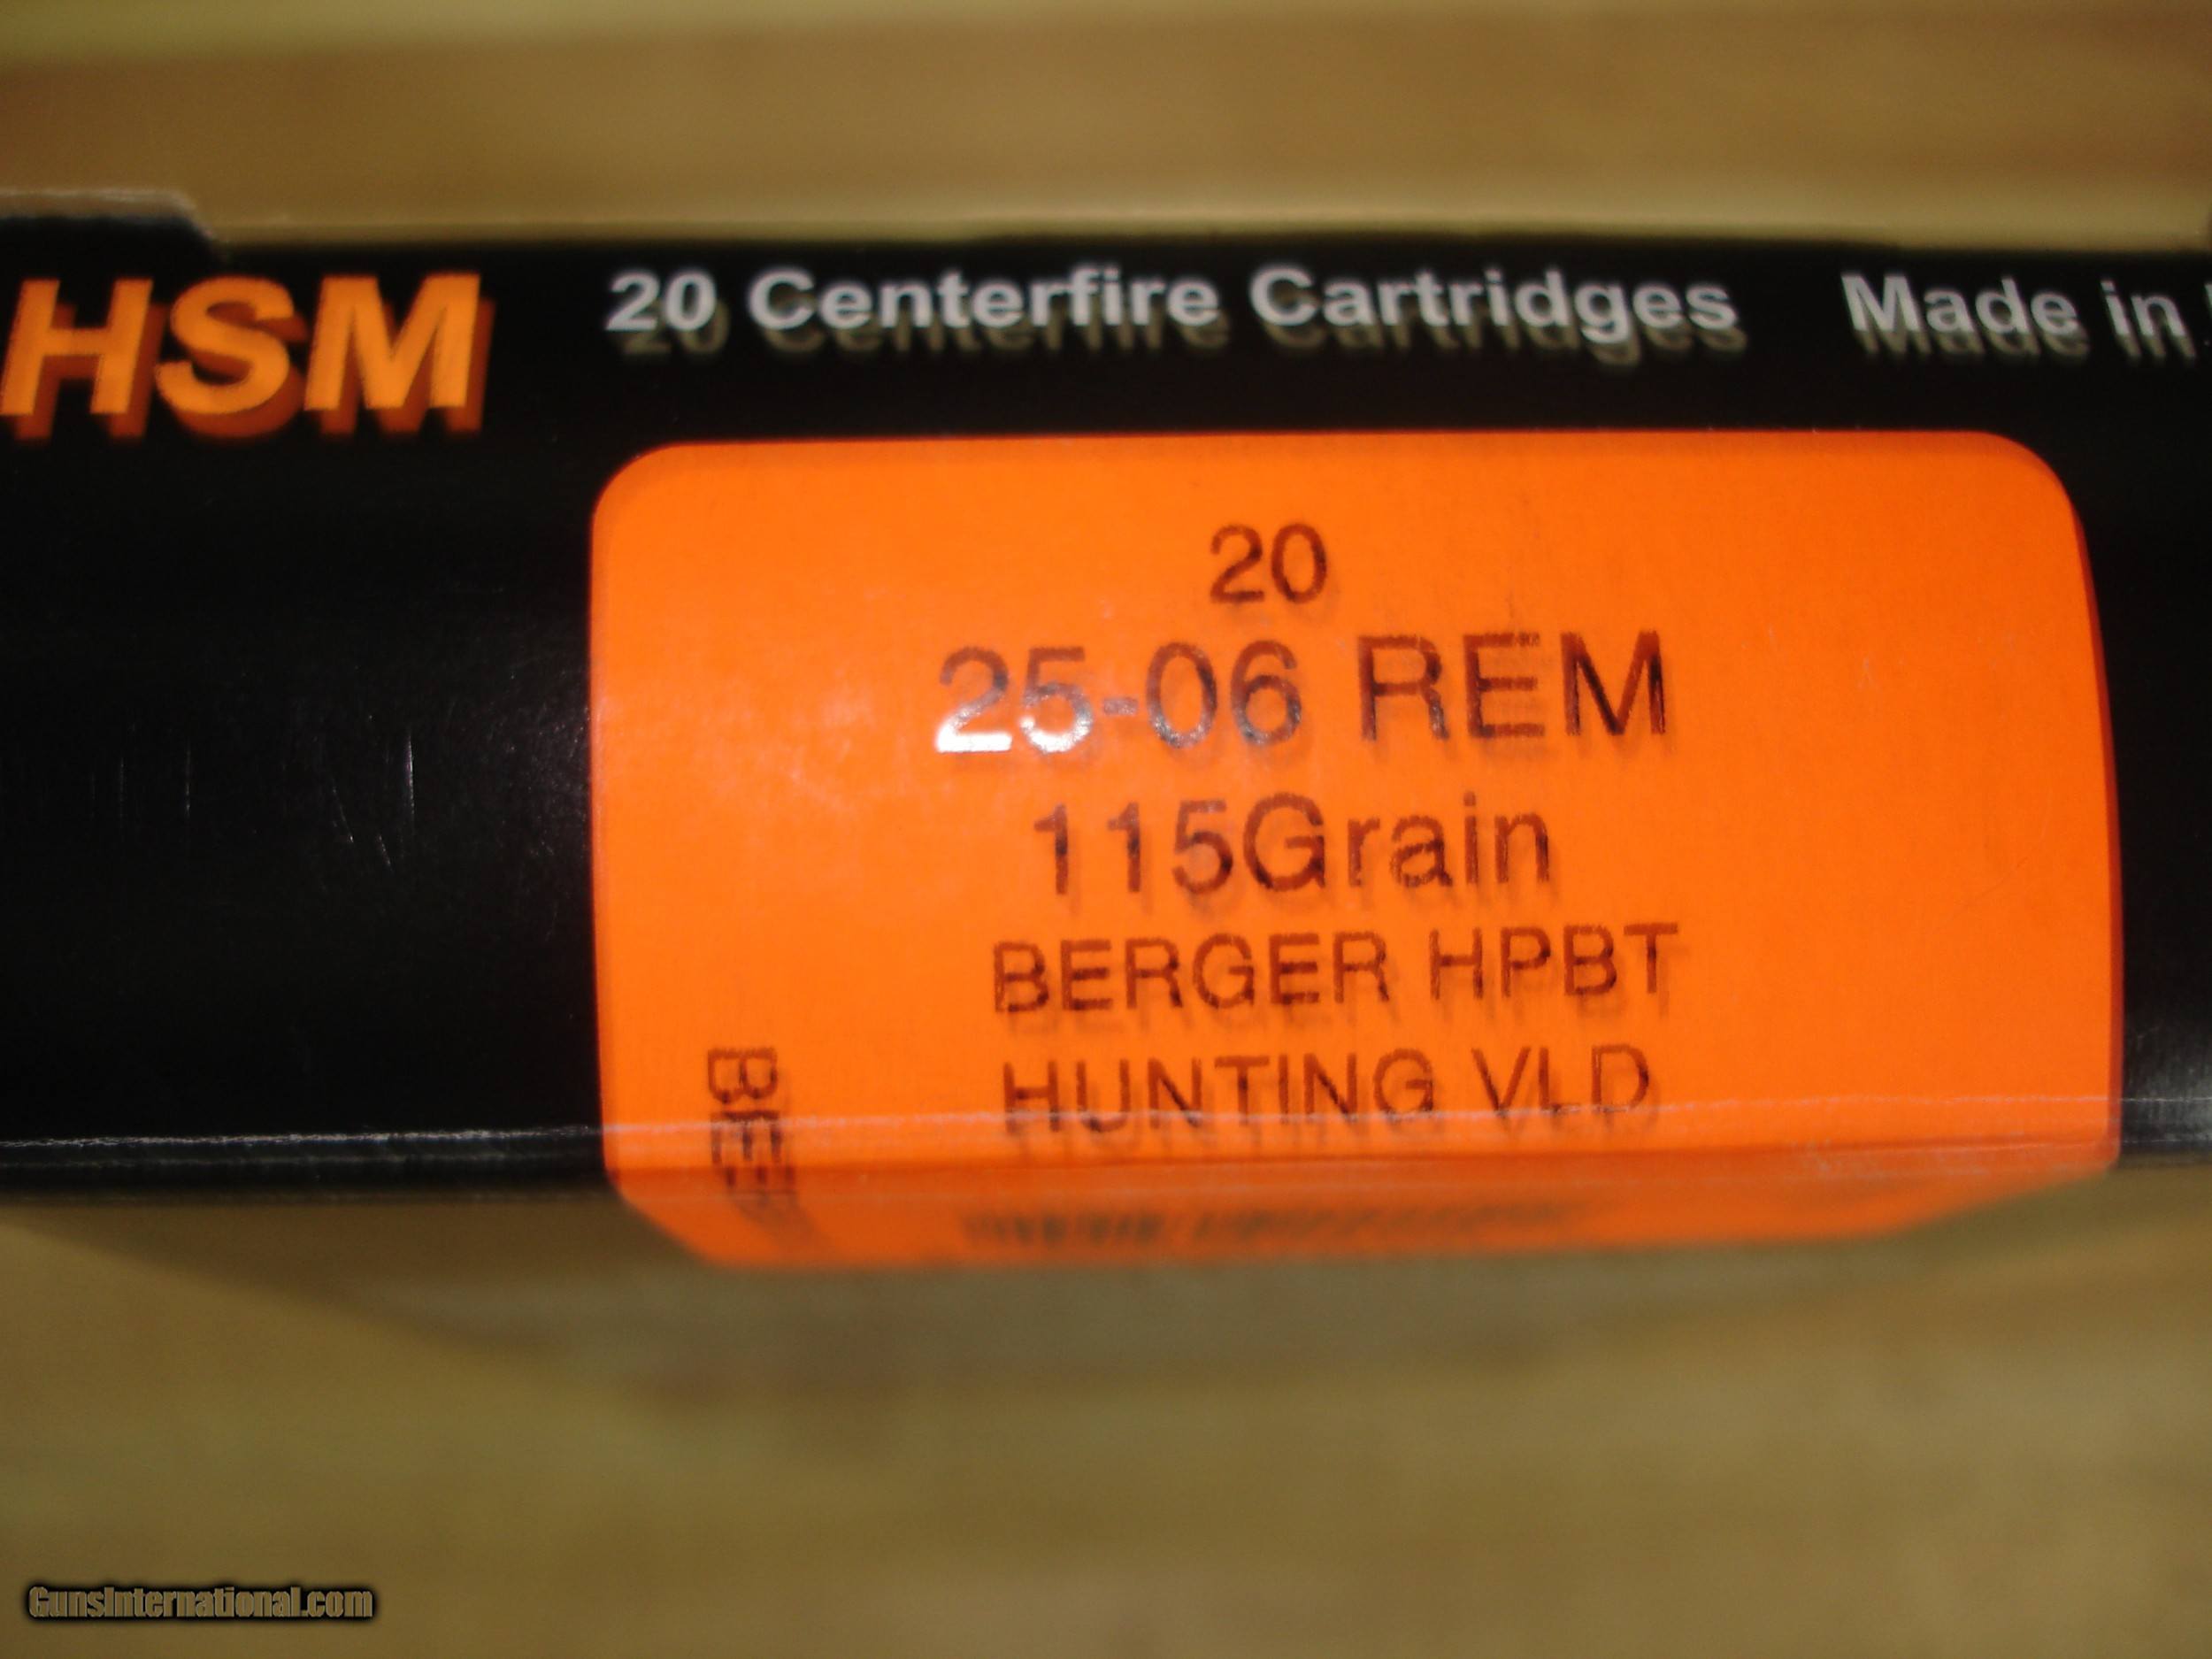 HSM 20 Centerfire Cartridges Made in
20
25-06 REM
115Grain
BERGER HPBT
HUNTING VLD
GunsInternational.com